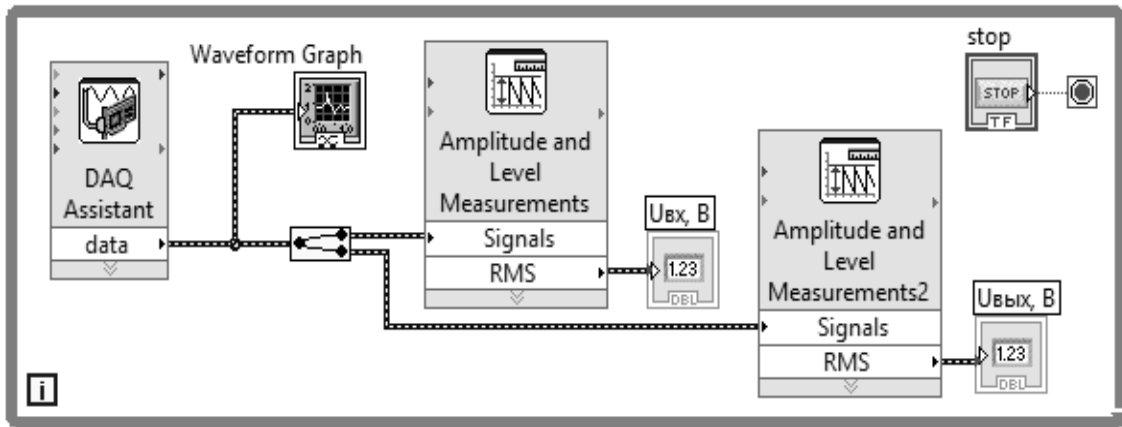 stop
STOP
TF
Waveform Graph
DAQ
Assistant
data
Amplitude and
Level
Measurements
Signals
RMS
Uвх, В
1.23
DBL
Amplitude and
Level
Measurements2
Signals
RMS
Uвых, В
1.23
DBL
i